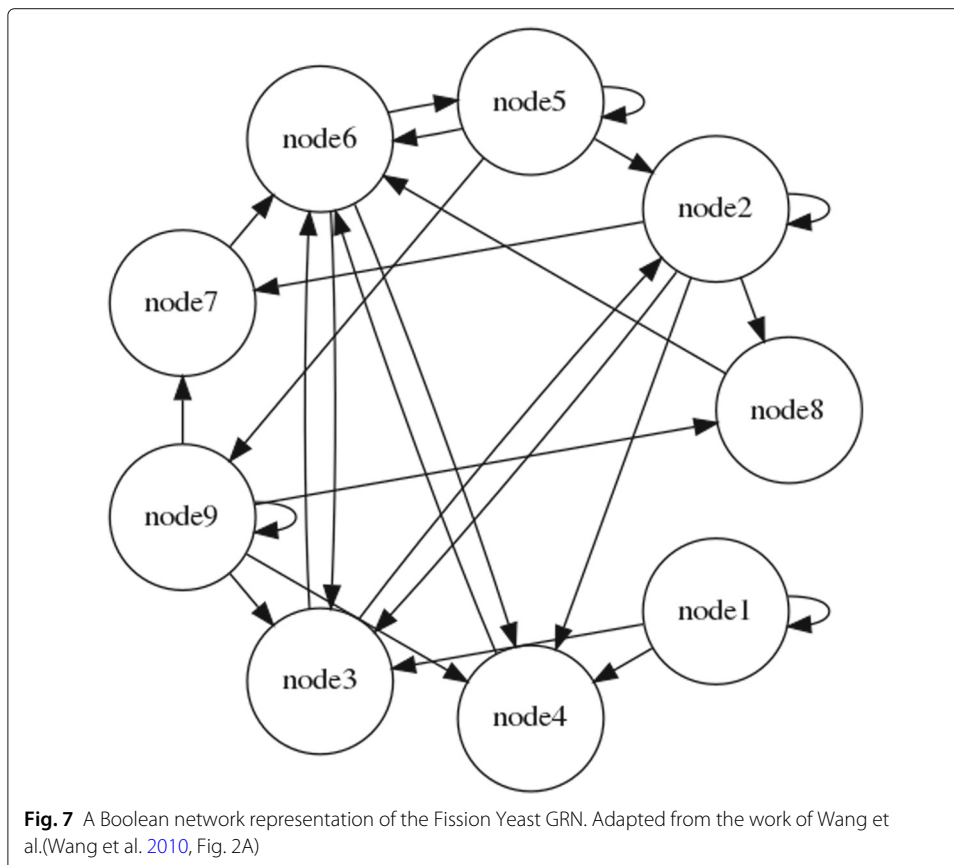 node5
node6
node2
node7
node8
node9
node1
node3
node4
Fig. 7 A Boolean network representation of the Fission Yeast GRN. Adapted from the work of Wang et
al.(Wang et al. 2010, Fig. 2A)